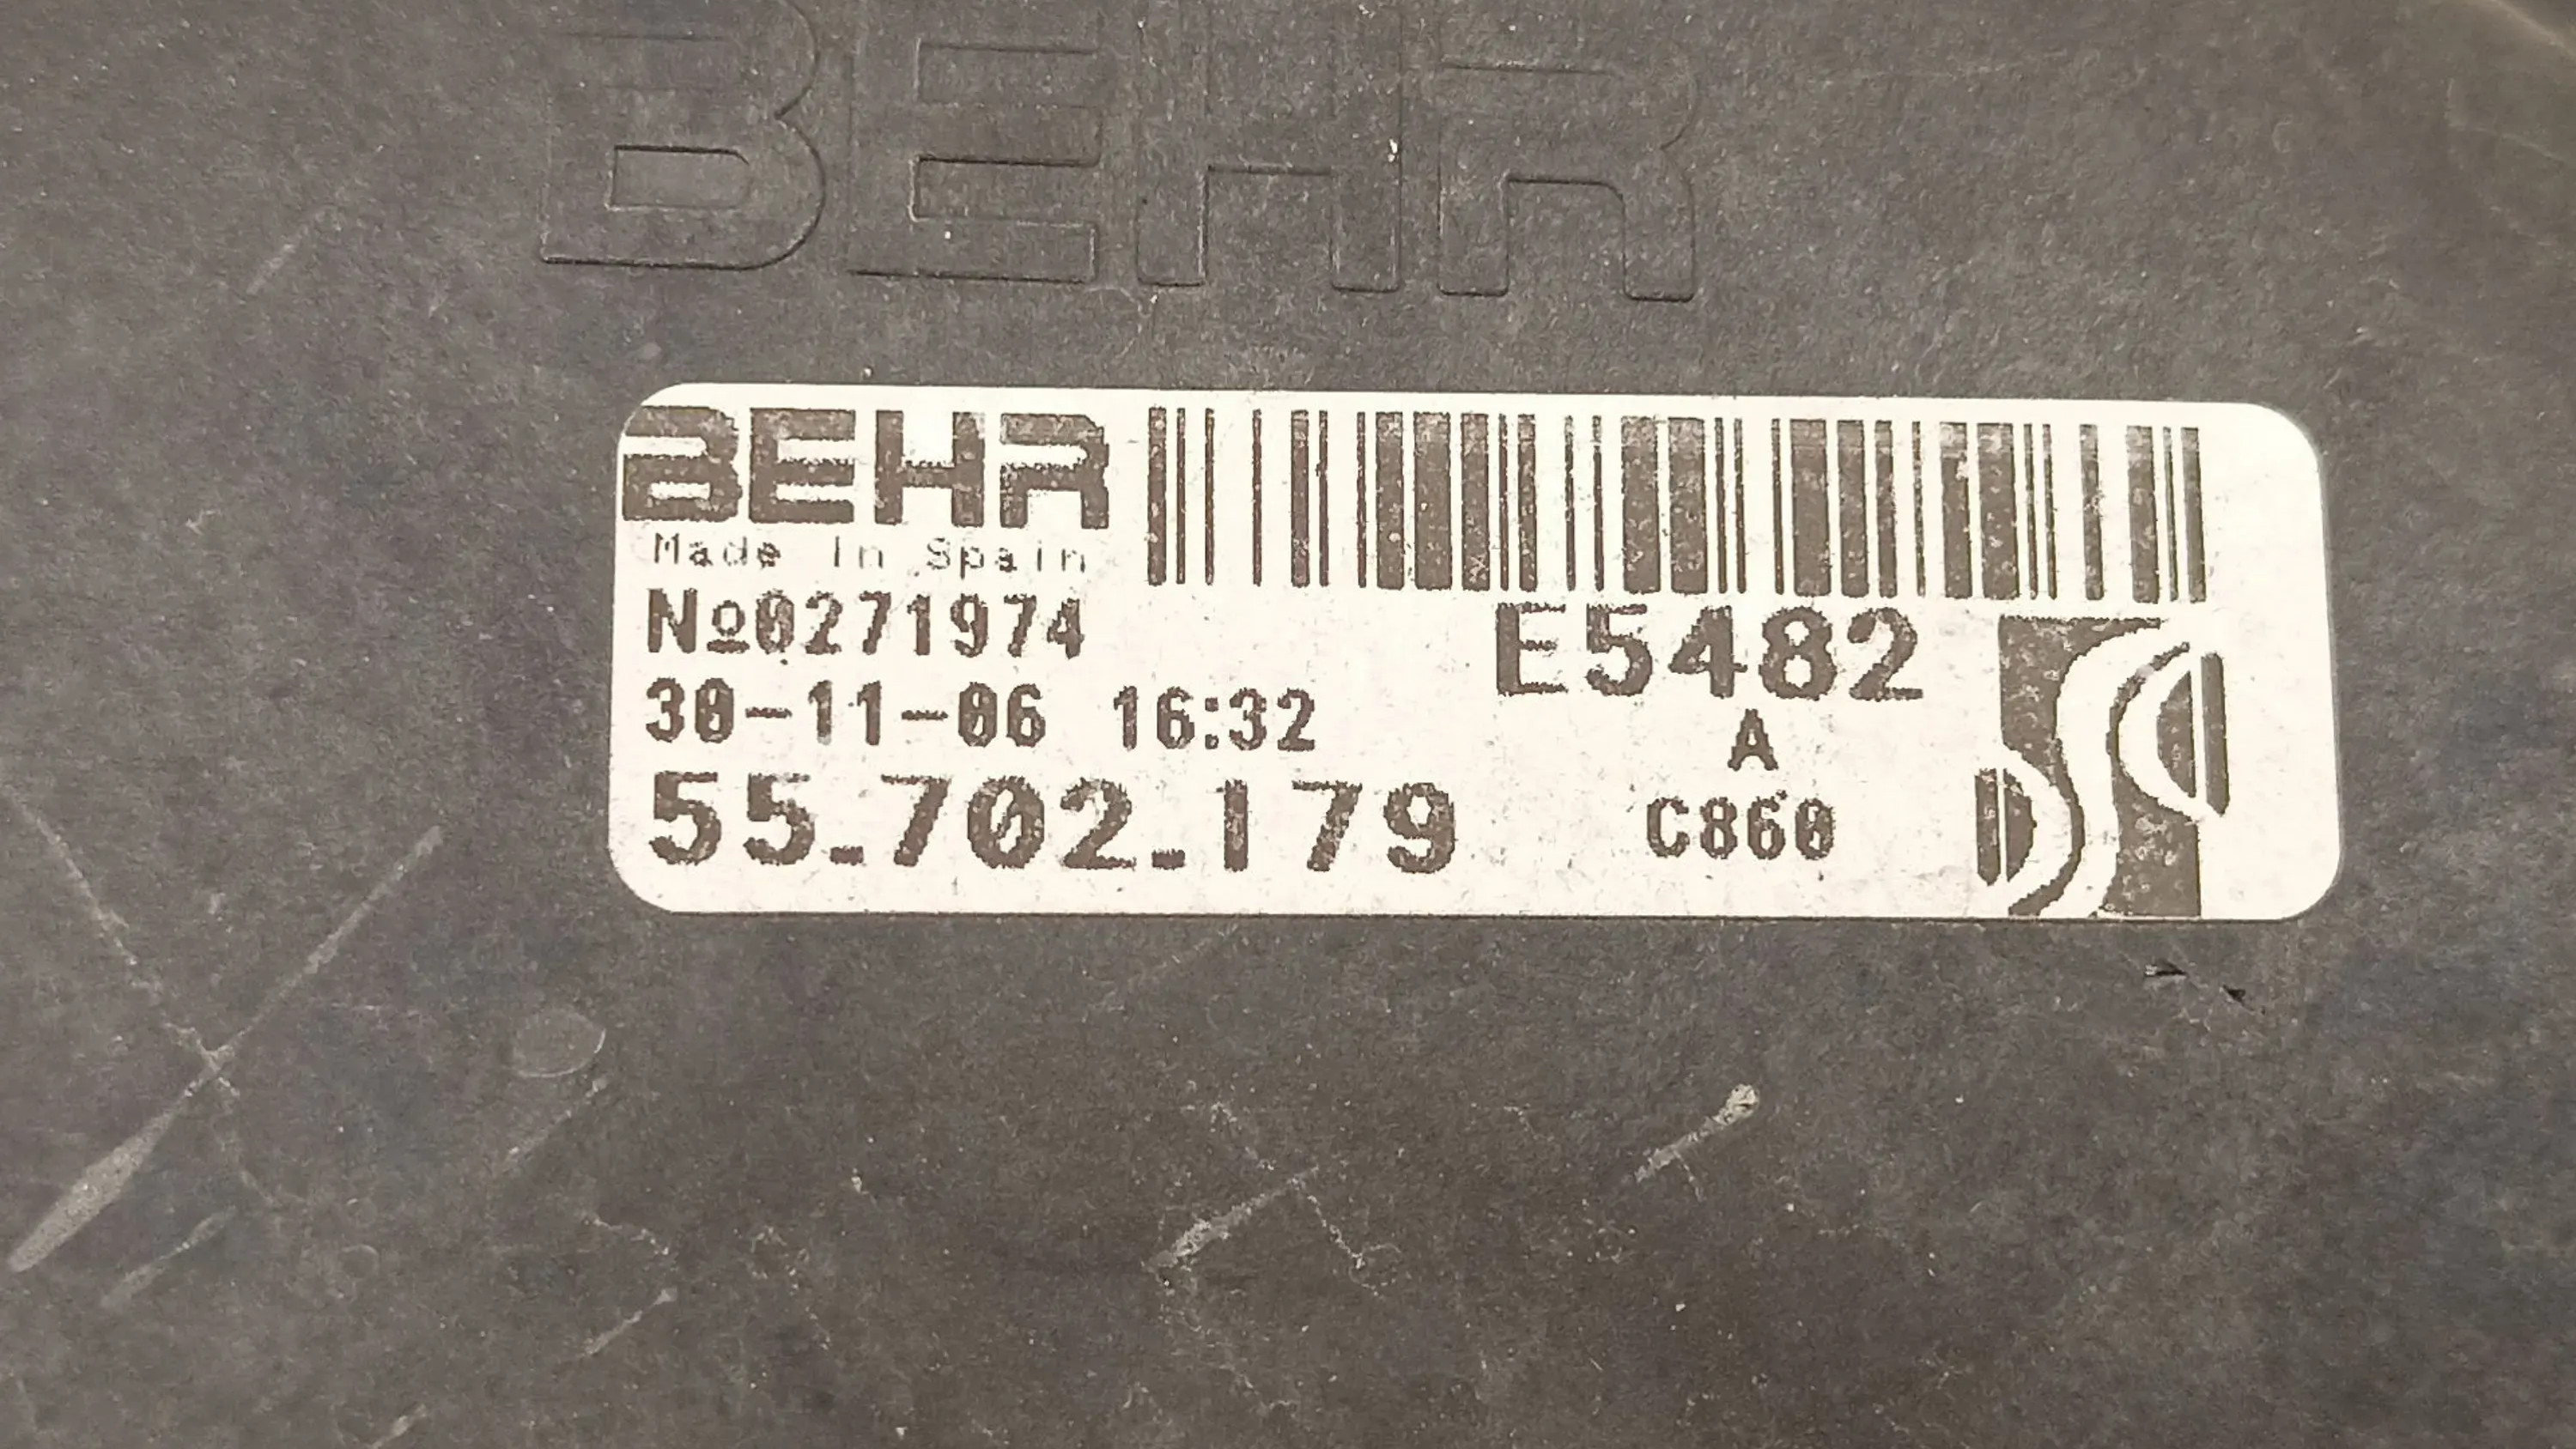 BEHR
BEHR
Made in Spain
Nº0271974
E5482
30-11-06 16:32
A
55.702.179
C860